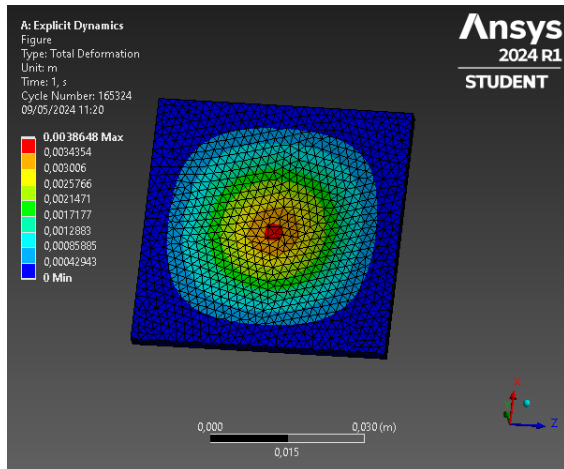 A: Explicit Dynamics
Figure
Type: Total Deformation
Unit: m
Time: 1, s
Cycle Number: 165324
09/05/2024 11:20
0,0038648 Max
0,0034354
0,003006
0,0025766
0,0021471
0,0017177
0,0012883
0,00085885
0,00042943
0 Min
Ansys
2024 R1
STUDENT
0,000
0,030 (m)
0,015
X
Z